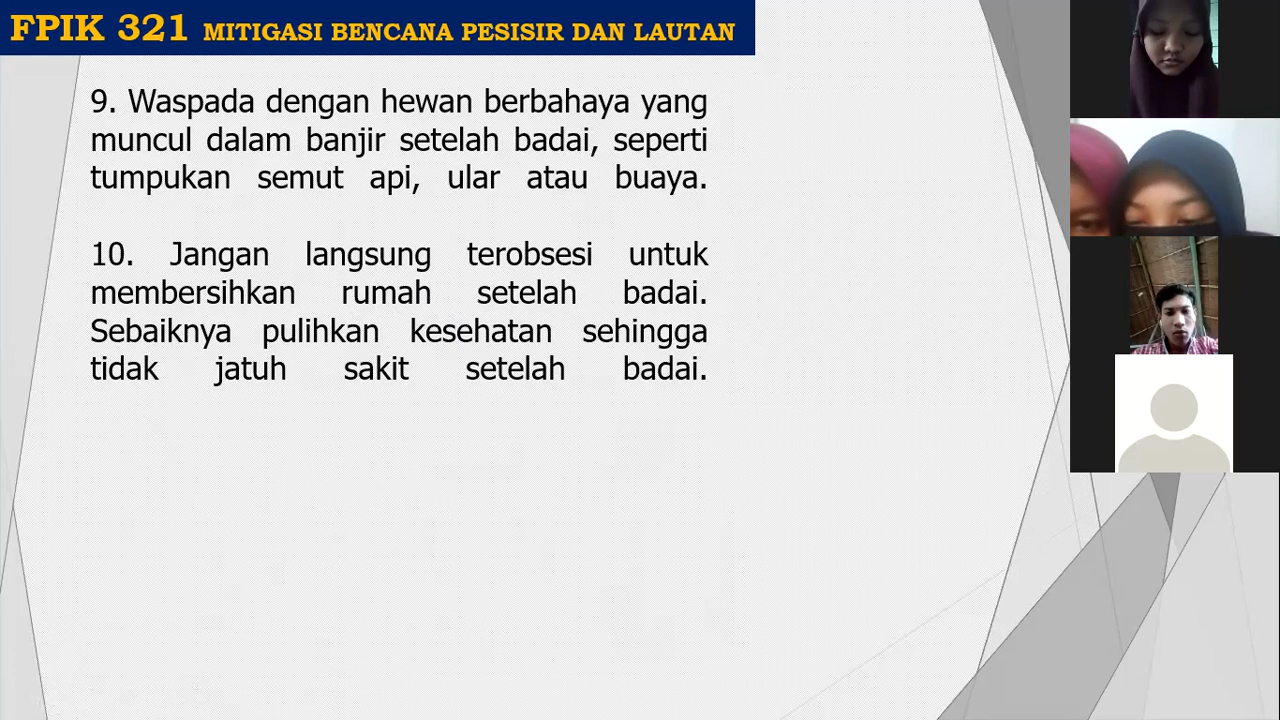 FPIK 321 MITIGASI BENCANA PESISIR DAN LAUTAN
9. Waspada dengan hewan berbahaya yang
muncul dalam banjir setelah badai, seperti
tumpukan semut api, ular atau buaya.
10. Jangan langsung terobsesi untuk
membersihkan rumah setelah badai.
Sebaiknya pulihkan kesehatan sehingga
tidak jatuh sakit setelah badai.